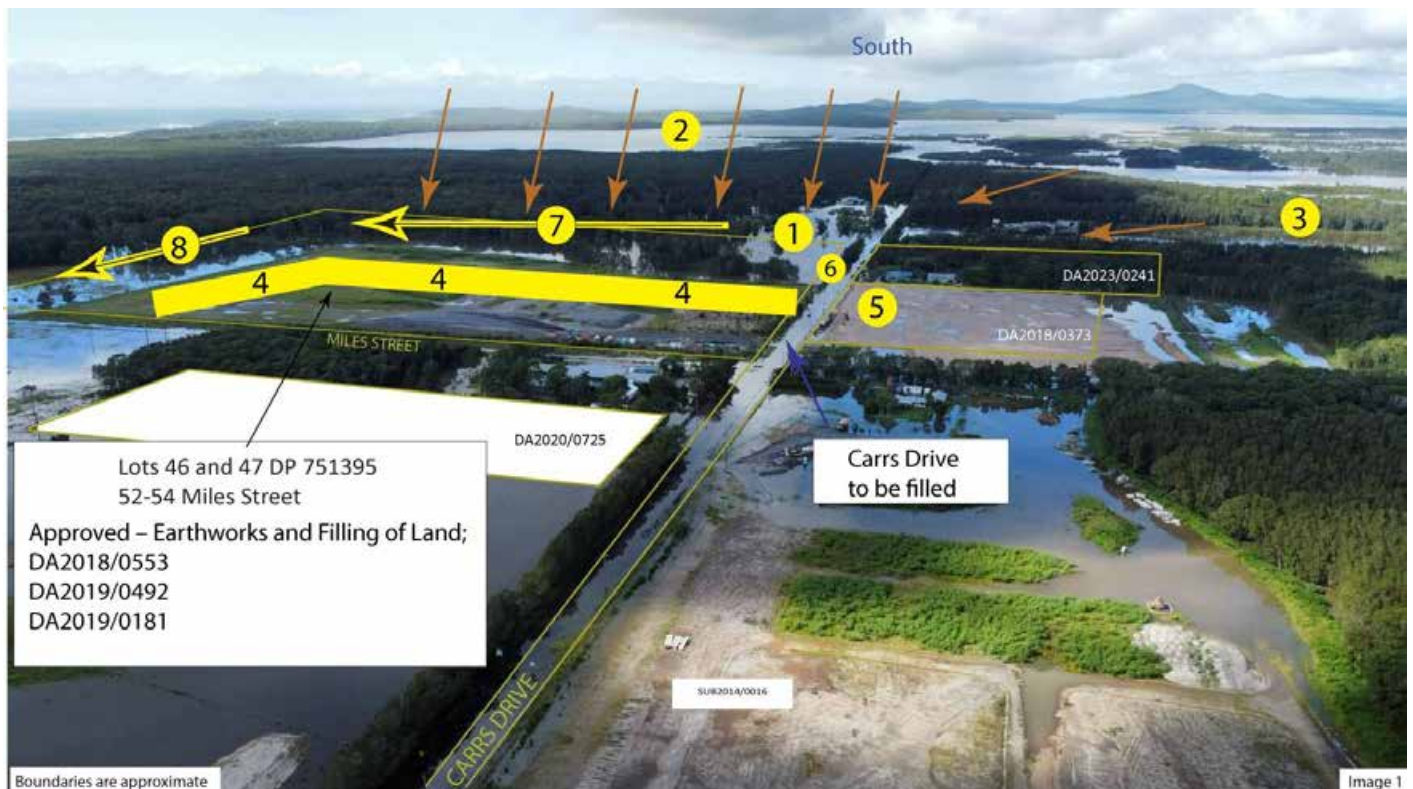 South
2
3
1
7
8
6
4
4
4
5
DA2023/0241
DA2018/0373
MILES STREET
DA2020/0725
Lots 46 and 47 DP 751395
52-54 Miles Street
Approved – Earthworks and Filling of Land;
DA2018/0553
DA2019/0492
DA2019/0181
Carrs Drive
to be filled
SUB2014/0016
CARRS DRIVE
Boundaries are approximate
Image 1